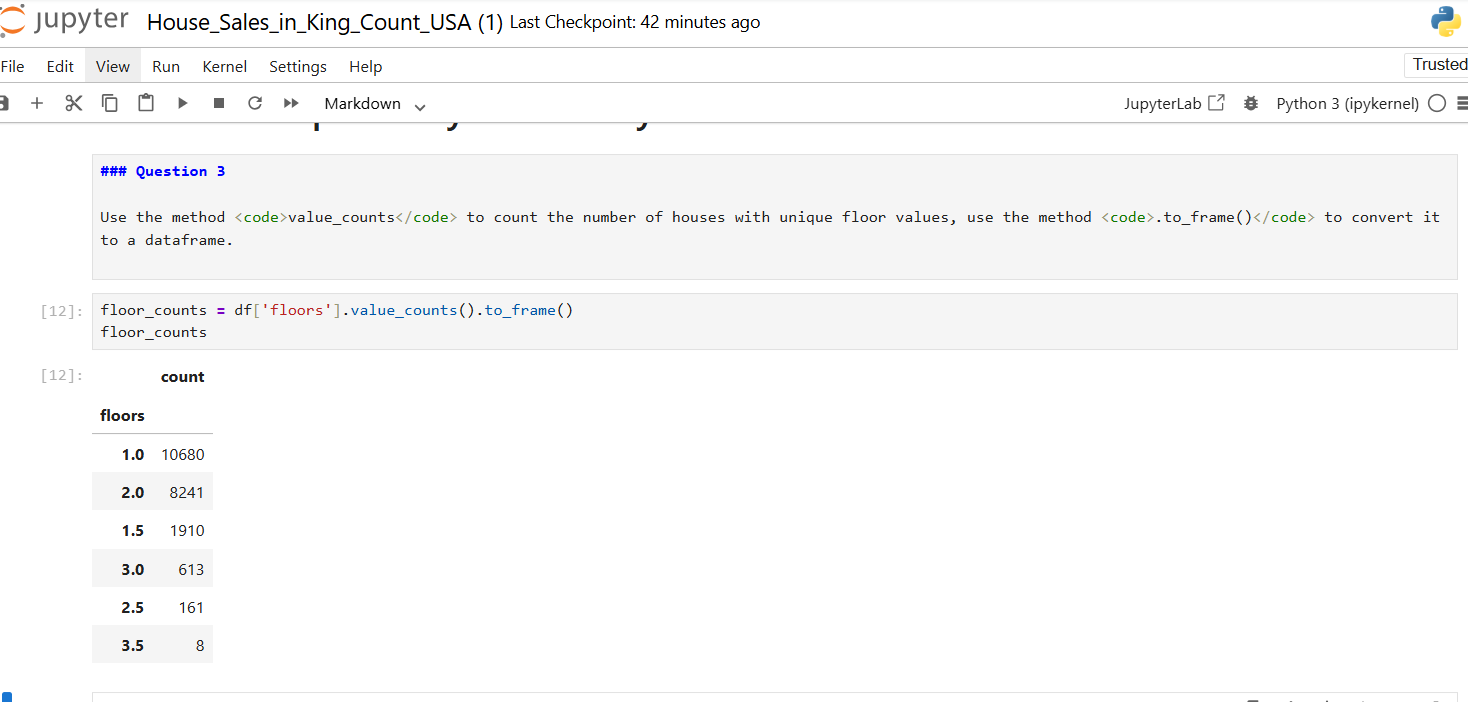 jupyter House_Sales_in_King_Count_USA (1) Last Checkpoint: 42 minutes ago
File Edit View Run Kernel Settings Help Trusted
Markdown JupyterLab Python 3 (ipykernel)
### Question 3
Use the method <code>value_counts</code> to count the number of houses with unique floor values, use the method <code>.to_frame()</code> to convert it
to a dataframe.
[12]: floor_counts = df['floors'].value_counts().to_frame()
floor_counts
[12]: count
floors
1.0 10680
2.0 8241
1.5 1910
3.0 613
2.5 161
3.5 8